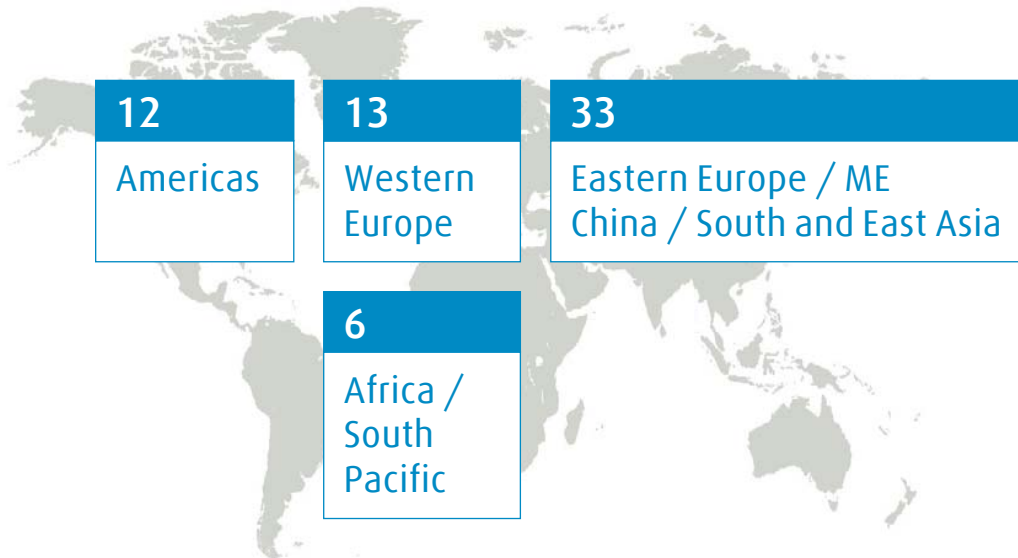 12
Americas
13
Western
Europe
33
Eastern Europe / ME
China / South and East Asia
6
Africa /
South
Pacific